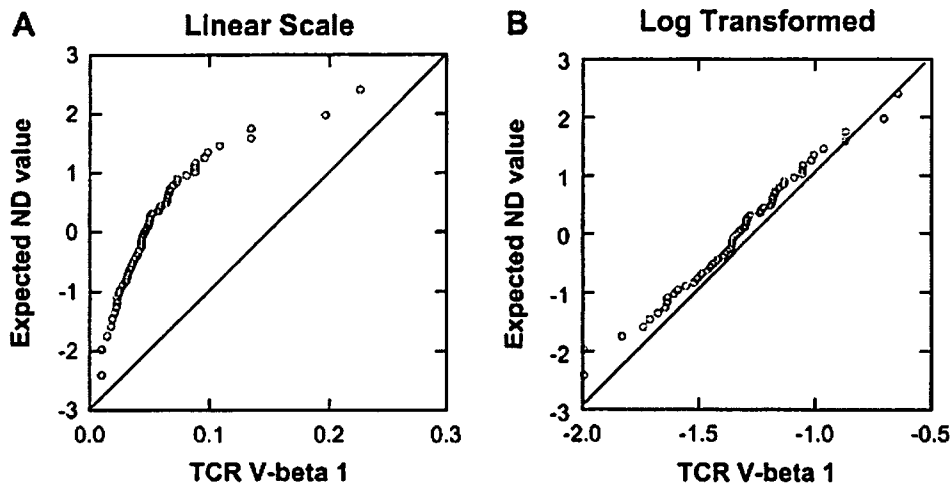 A Linear Scale
Expected ND value
3
2
1
0
-1
-2
-3
0.0 0.1 0.2 0.3
TCR V-beta 1
B Log Transformed
Expected ND value
3
2
1
0
-1
-2
-3
-2.0 -1.5 -1.0 -0.5
TCR V-beta 1